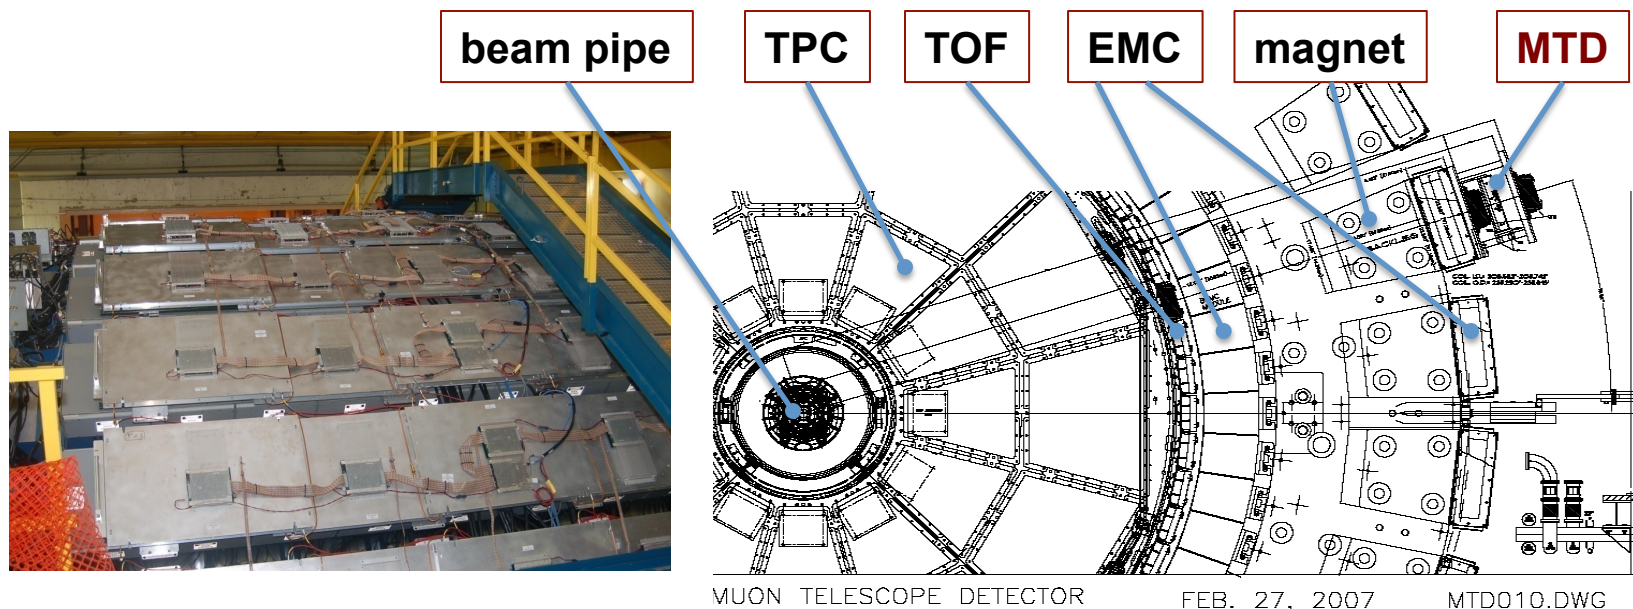 beam pipe
TPC
TOF
EMC
magnet
MTD
MUON TELESCOPE DETECTOR
FEB. 27, 2007
MTD010.DWG